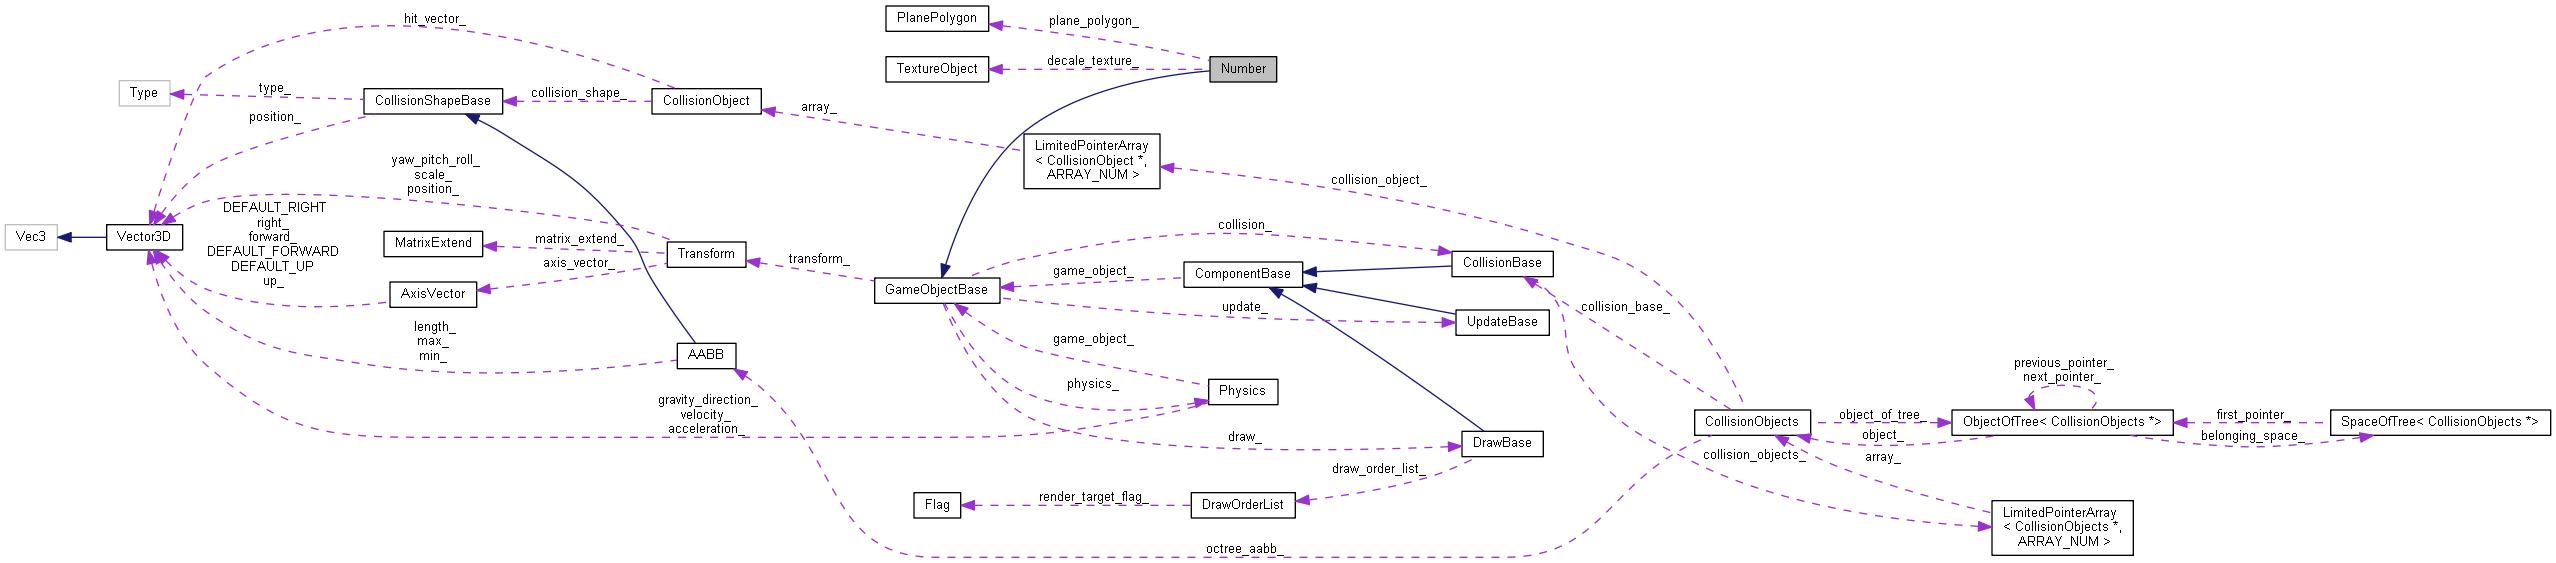 hit_vector_
PlanePolygon
plane_polygon_
TextureObject
decale_texture_
Number
Type
type_
CollisionShapeBase
collision_shape_
CollisionObject
array_
position_
LimitedPointerArray
< CollisionObject *,
ARRAY_NUM >
collision_object_
yaw_pitch_roll_
scale_
position_
DEFAULT_RIGHT
right_
forward_
DEFAULT_FORWARD
DEFAULT_UP
up_
Vec3
Vector3D
MatrixExtend
matrix_extend_
axis_vector_
Transform
transform_
AxisVector
GameObjectBase
collision_
game_object_
ComponentBase
CollisionBase
update_
UpdateBase
collision_base_
length_
max_
min_
AABB
game_object_
physics_
Physics
gravity_direction_
velocity_
acceleration_
draw_
DrawBase
draw_order_list_
Flag
render_target_flag_
DrawOrderList
octree_aabb_
CollisionObjects
object_of_tree_
object_
previous_pointer_
next_pointer_
ObjectOfTree< CollisionObjects *>
first_pointer_
belonging_space_
SpaceOfTree< CollisionObjects *>
collision_objects_
array_
LimitedPointerArray
< CollisionObjects *,
ARRAY_NUM >